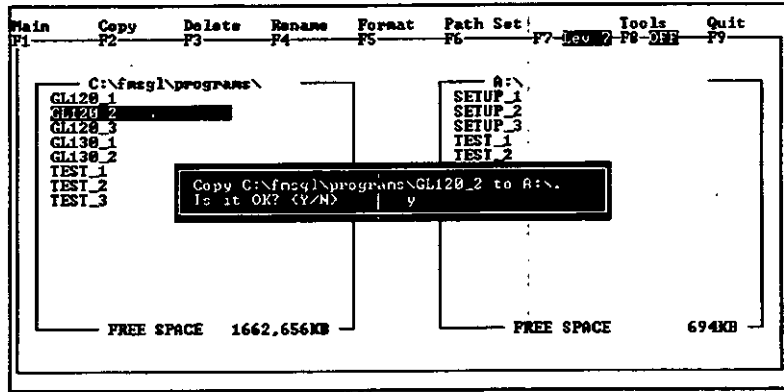 Main Copy Delete Rename Format Path Set Tools Quit
F1 F2 F3 F4 F5 F6 F7 Lev ? F8 OFF F9
C:\fmsgl\programs\
GL120_1
GL120_2
GL120_3
GL130_1
GL130_2
TEST_1
TEST_2
TEST_3
A:\
SETUP_1
SETUP_2
SETUP_3
TEST_1
TEST_2
Copy C:\fmsgl\programs\GL120_2 to A:\.
Is it OK? (Y/N) y
FREE SPACE 1662,656KB
FREE SPACE 694KB